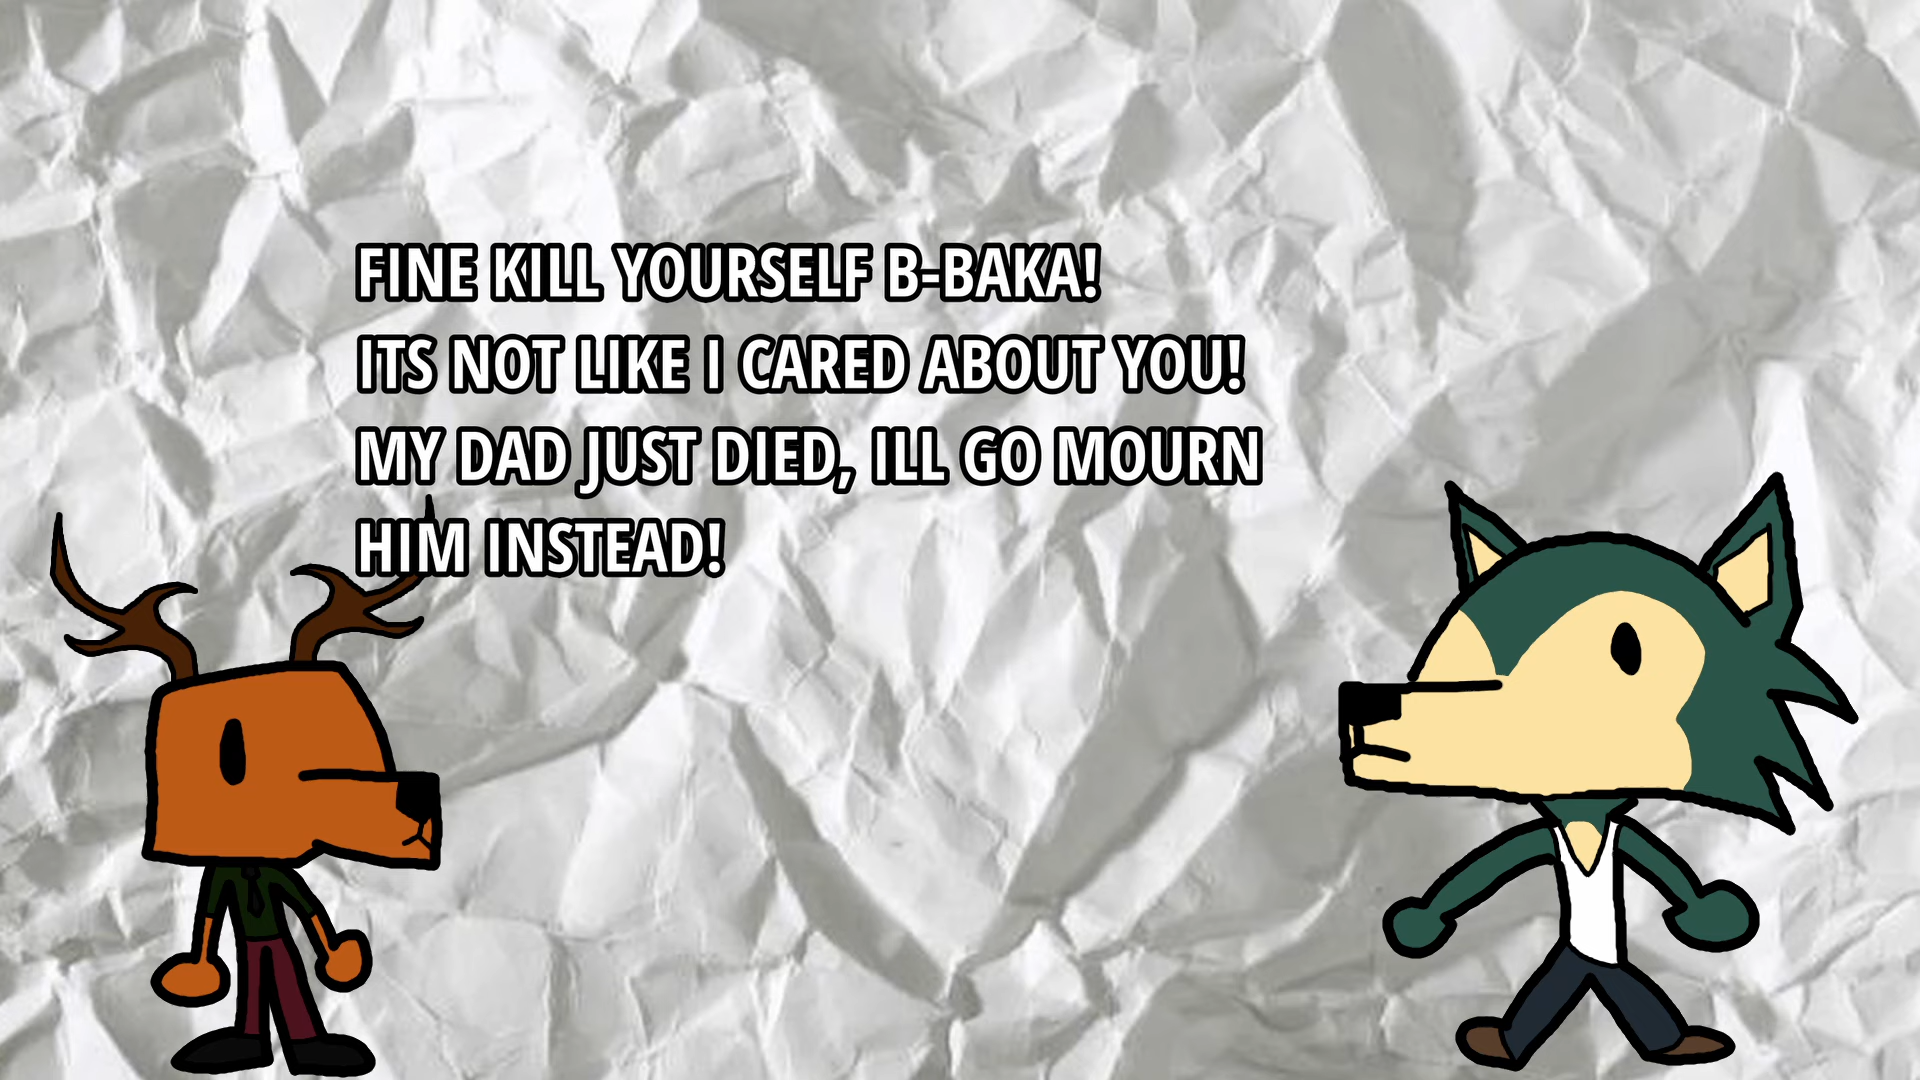 FINE KILL YOURSELF B-BAKA!
ITS NOT LIKE I CARED ABOUT YOU!
MY DAD JUST DIED, ILL GO MOURN
HIM INSTEAD!